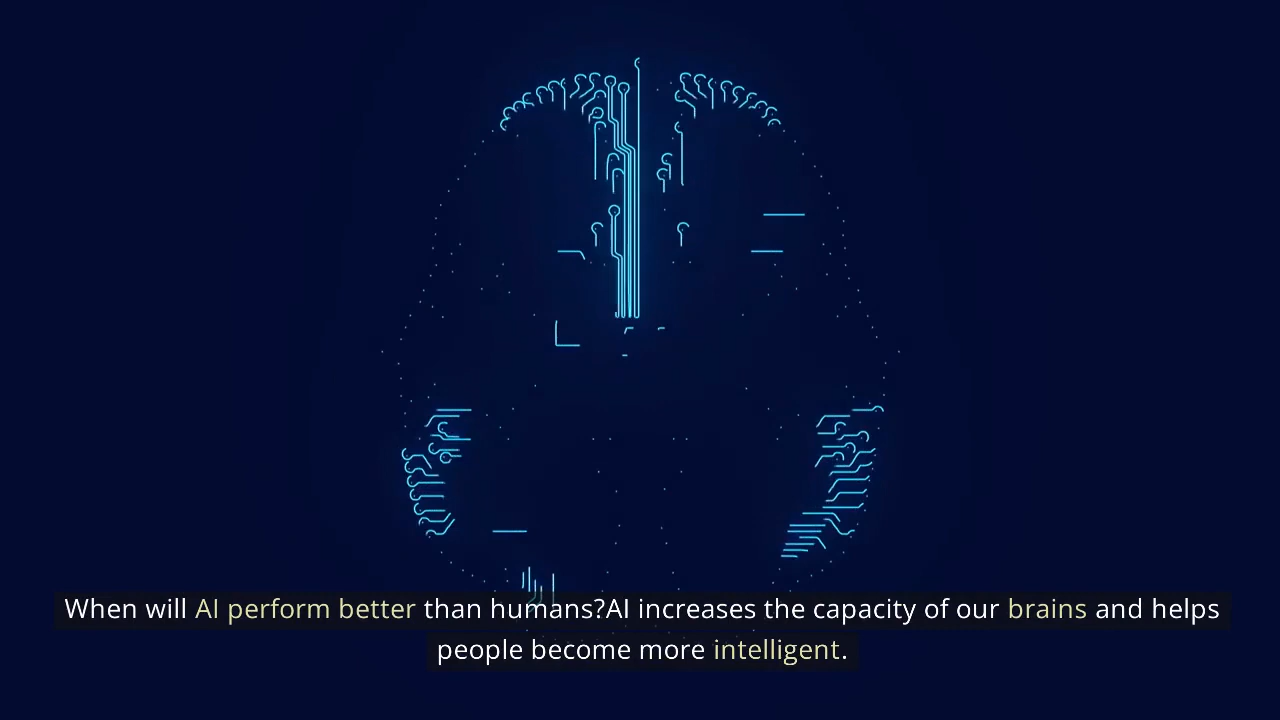 When will AI perform better than humans?AI increases the capacity of our brains and helps
people become more intelligent.